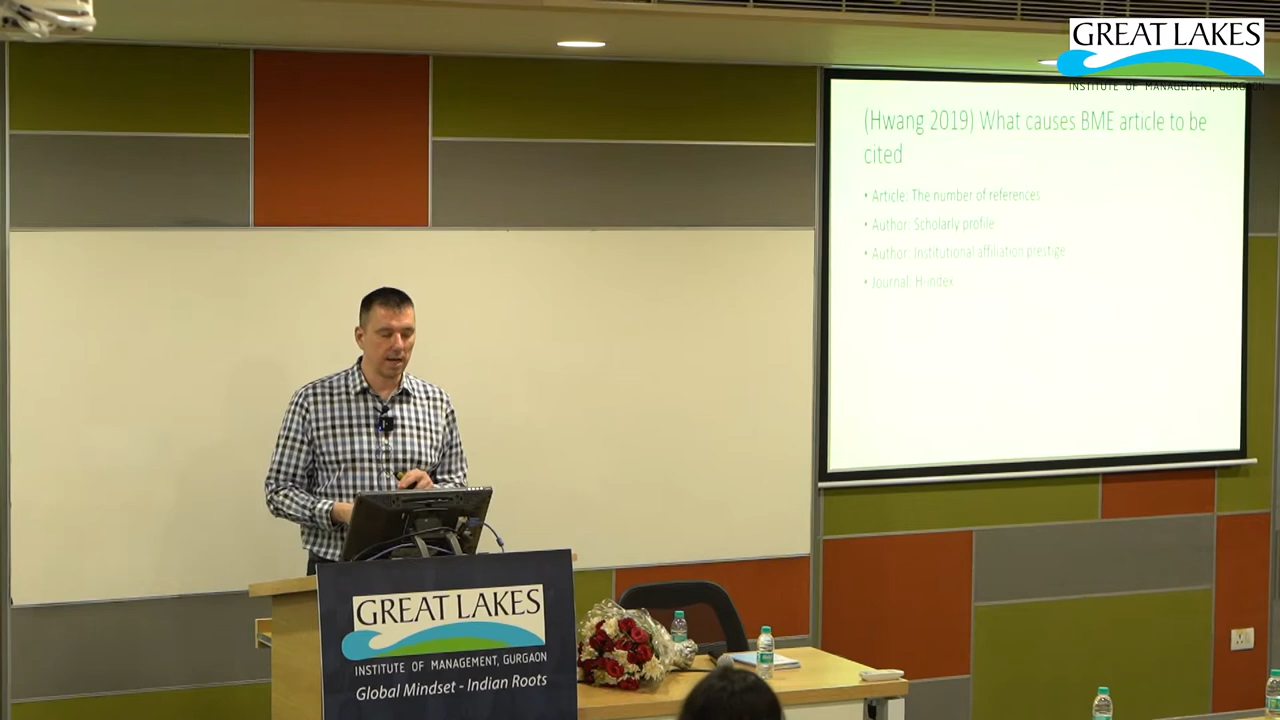 GREAT LAKES
INSTITUTE OF MANAGEMENT, GURGAON
(Hwang 2019) What causes BME article to be
cited
• Article: The number of references
• Author: Scholarly profile
• Author: Institutional affiliation prestige
• Journal: H-index
GREAT LAKES
INSTITUTE OF MANAGEMENT, GURGAON
Global Mindset - Indian Roots